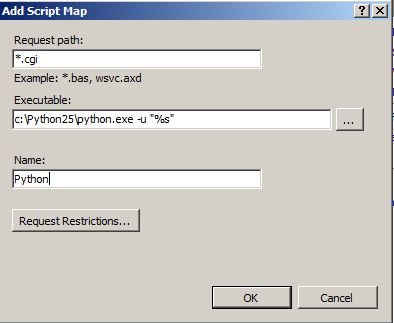 Add Script Map
Request path:
*.cgi
Example: *.bas, wsvc.axd
Executable:
c:\Python25\python.exe -u "%s"
...
Name:
Python
Request Restrictions...
OK
Cancel